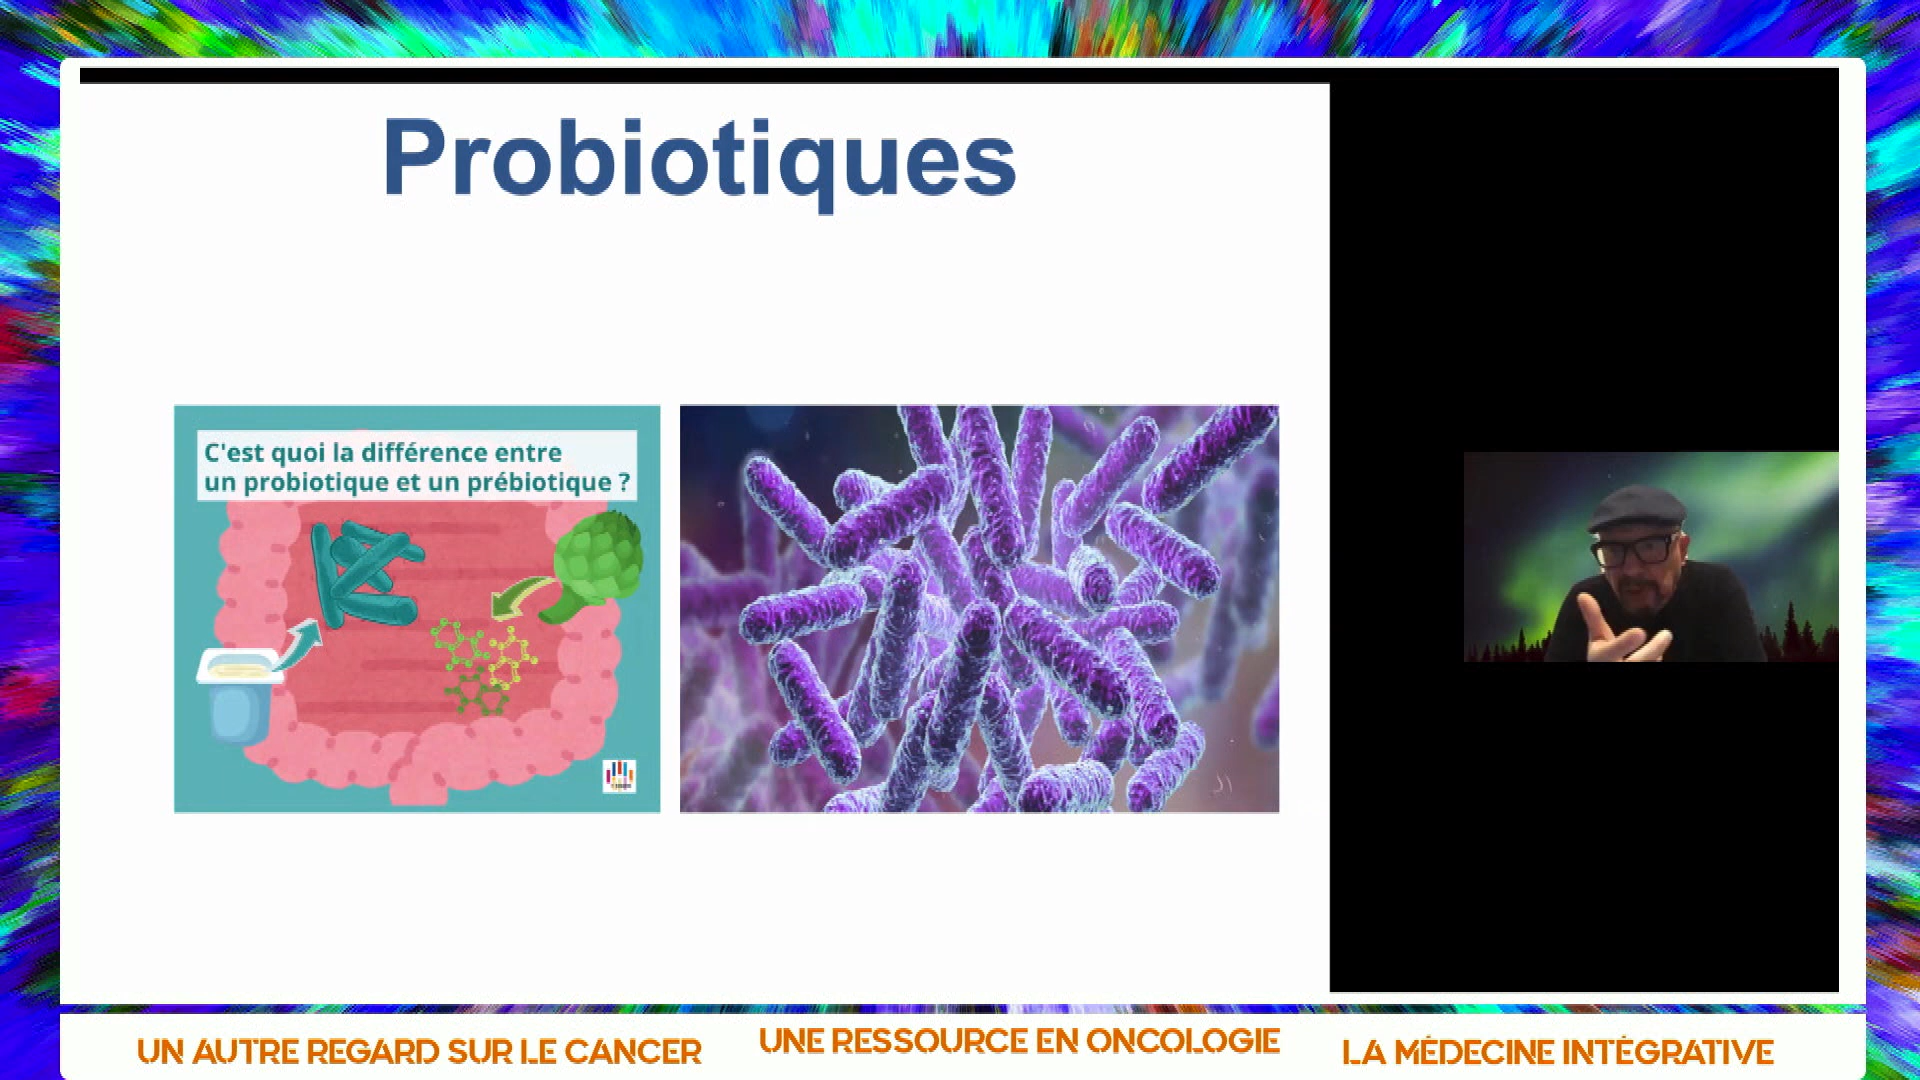 Probiotiques
C'est quoi la différence entre
un probiotique et un prébiotique ?
UN AUTRE REGARD SUR LE CANCER
UNE RESSOURCE EN ONCOLOGIE
LA MÉDECINE INTÉGRATIVE